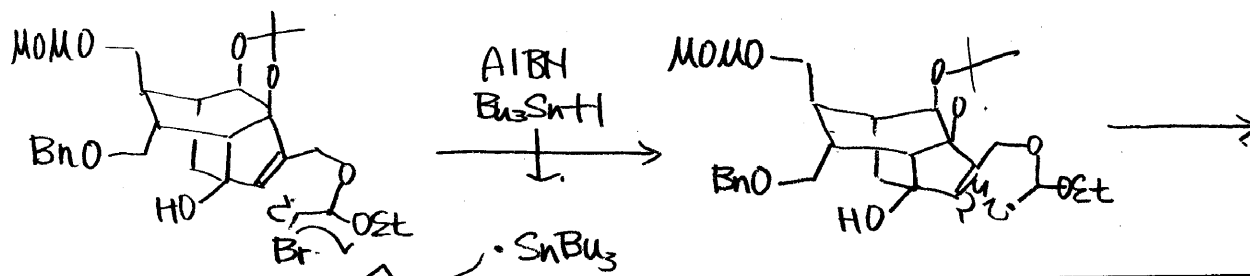 MOMO
O
O
BnO
HO
O
OEt
Br
AIBN
Bu₃SnH
· SnBu₃
MOMO
O
O
BnO
HO
O
OEt